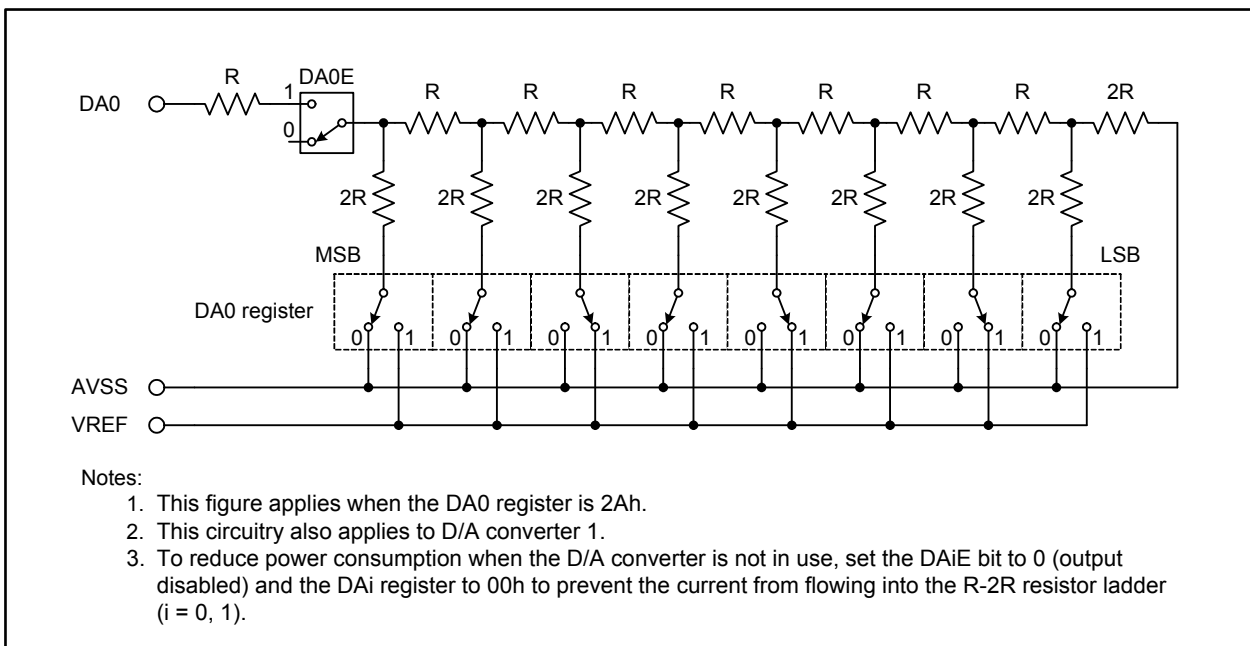 R DA0E R R R R R R R 2R
DA0 1
0
2R 2R 2R 2R 2R 2R 2R 2R
MSB LSB
DA0 register
0 1 0 1 0 1 0 1 0 1 0 1 0 1 0 1
AVSS
VREF
Notes:
1. This figure applies when the DA0 register is 2Ah.
2. This circuitry also applies to D/A converter 1.
3. To reduce power consumption when the D/A converter is not in use, set the DAiE bit to 0 (output
disabled) and the DAi register to 00h to prevent the current from flowing into the R-2R resistor ladder
(i = 0, 1).